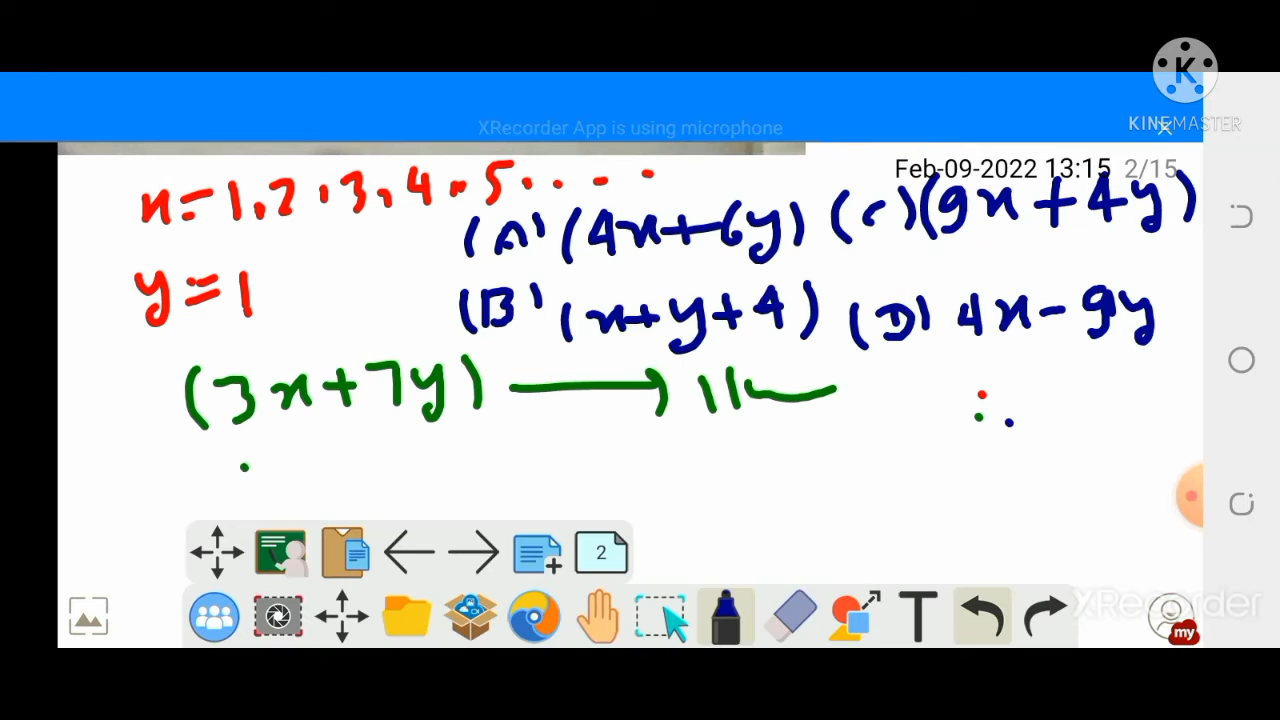 KINEMASTER
XRecorder App is using microphone
Feb-09-2022 13:15 2/15
x=1,2,3,4,5....
(A) (4x+6y) (C) (9x+4y)
y=1
(B) (x+y+4) (D) 4x-9y
(3x+7y) → 11
2
XRecorder
my